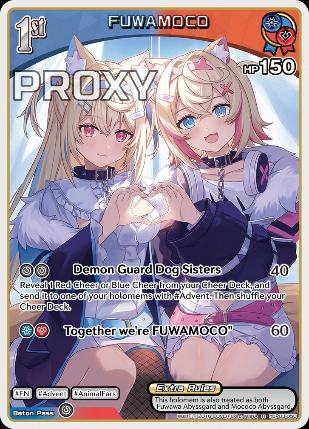 FUWAMOCO
1st
HP 150
PROXY
Demon Guard Dog Sisters 40
Reveal 1 Red Cheer or Blue Cheer from your Cheer Deck, and
send it to one of your holomems with #Advent. Then shuffle your
Cheer Deck.
Together we're FUWAMOCO" 60
#EN #Advent #AnimalEars
Extra Rules
This holomem is also treated as both
Fuwawa Abyssgard and Mococo Abyssgard
Baton Pass